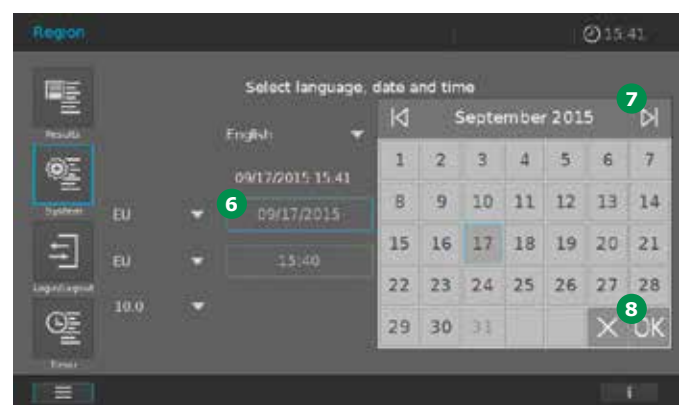 Region
15:41
Select language, date and time
Results
System
Login/Logout
Timer
English
09/17/2015 15:41
EU
6
09/17/2015
EU
15:40
10.0
7
September 2015
1 2 3 4 5 6 7
8 9 10 11 12 13 14
15 16 17 18 19 20 21
22 23 24 25 26 27 28
29 30 31
8
OK
i